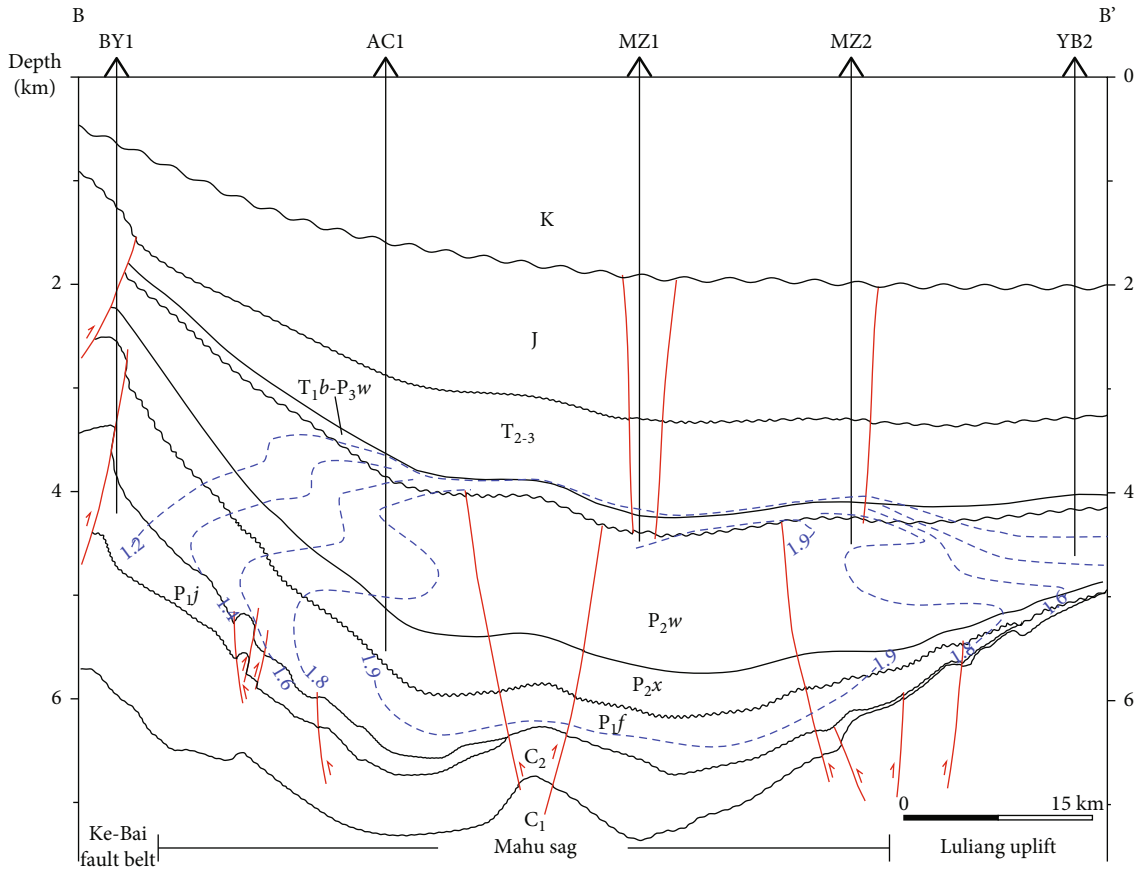 B
B'
BY1
AC1
MZ1
MZ2
YB2
Depth
(km)
0
K
2
2
J
T₁b-P₃w
T₂₋₃
4
4
1.2
1.9
P₁j
1.4
P₂w
1.6
1.6
1.8
1.9
1.9
1.8
P₂x
6
6
P₁f
C₂
C₁
0
15 km
Ke-Bai
fault belt
Mahu sag
Luliang uplift